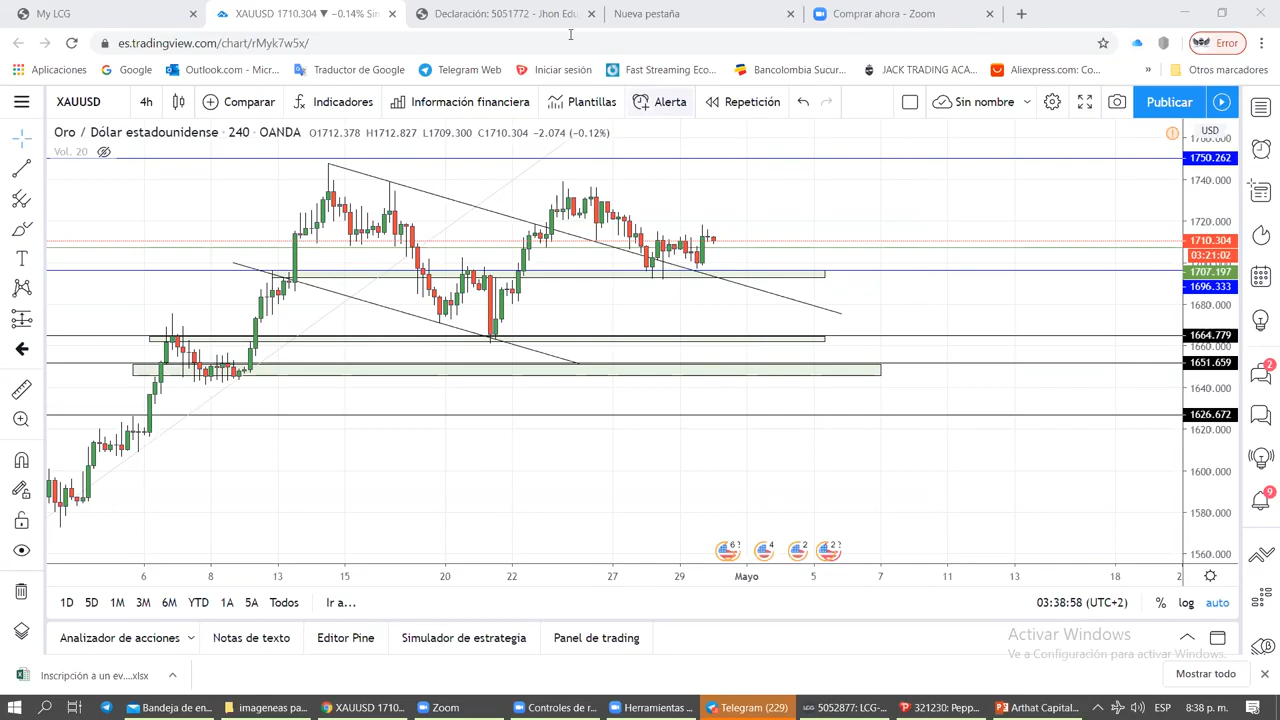 My LCG
XAUUSD 1710.304 ▼ −0.14% Sin
Declaración: 5051772 - Jhon Edu
Nueva pestaña
Comprar ahora - Zoom
es.tradingview.com/chart/rMyk7w5x/
Error
Aplicaciones
Google
Outlook.com - Micr...
Traductor de Google
Telegram Web
Iniciar sesión
Fast Streaming Eco...
Bancolombia Sucur...
JACK TRADING ACA...
Aliexpress.com: Co...
»
Otros marcadores
XAUUSD
4h
Comparar
Indicadores
Información financiera
Plantillas
Alerta
Repetición
Sin nombre
Publicar
Oro / Dólar estadounidense · 240 · OANDA O1712.378 H1712.827 L1709.300 C1710.304 −2.074 (−0.12%)
USD
Vol. 20
1750.262
1740.000
1720.000
1710.304
03:21:02
1707.197
1696.333
1680.000
1664.779
1660.000
1651.659
1640.000
1626.672
1620.000
1600.000
1580.000
1560.000
2
9
6
4
2
2
6
8
13
15
20
22
27
29
Mayo
5
7
11
13
18
2
1D
5D
1M
3M
6M
YTD
1A
5A
Todos
Ir a...
03:38:58 (UTC+2)
%
log
auto
Analizador de acciones
Notas de texto
Editor Pine
Simulador de estrategia
Panel de trading
Activar Windows
Ve a Configuración para activar Windows.
Inscripción a un ev....xlsx
Mostrar todo
Bandeja de en...
imageneas pa...
XAUUSD 1710...
Zoom
Controles de r...
Herramientas ...
Telegram (229)
5052877: LCG-...
321230: Pepp...
Arthat Capital...
ESP
8:38 p. m.